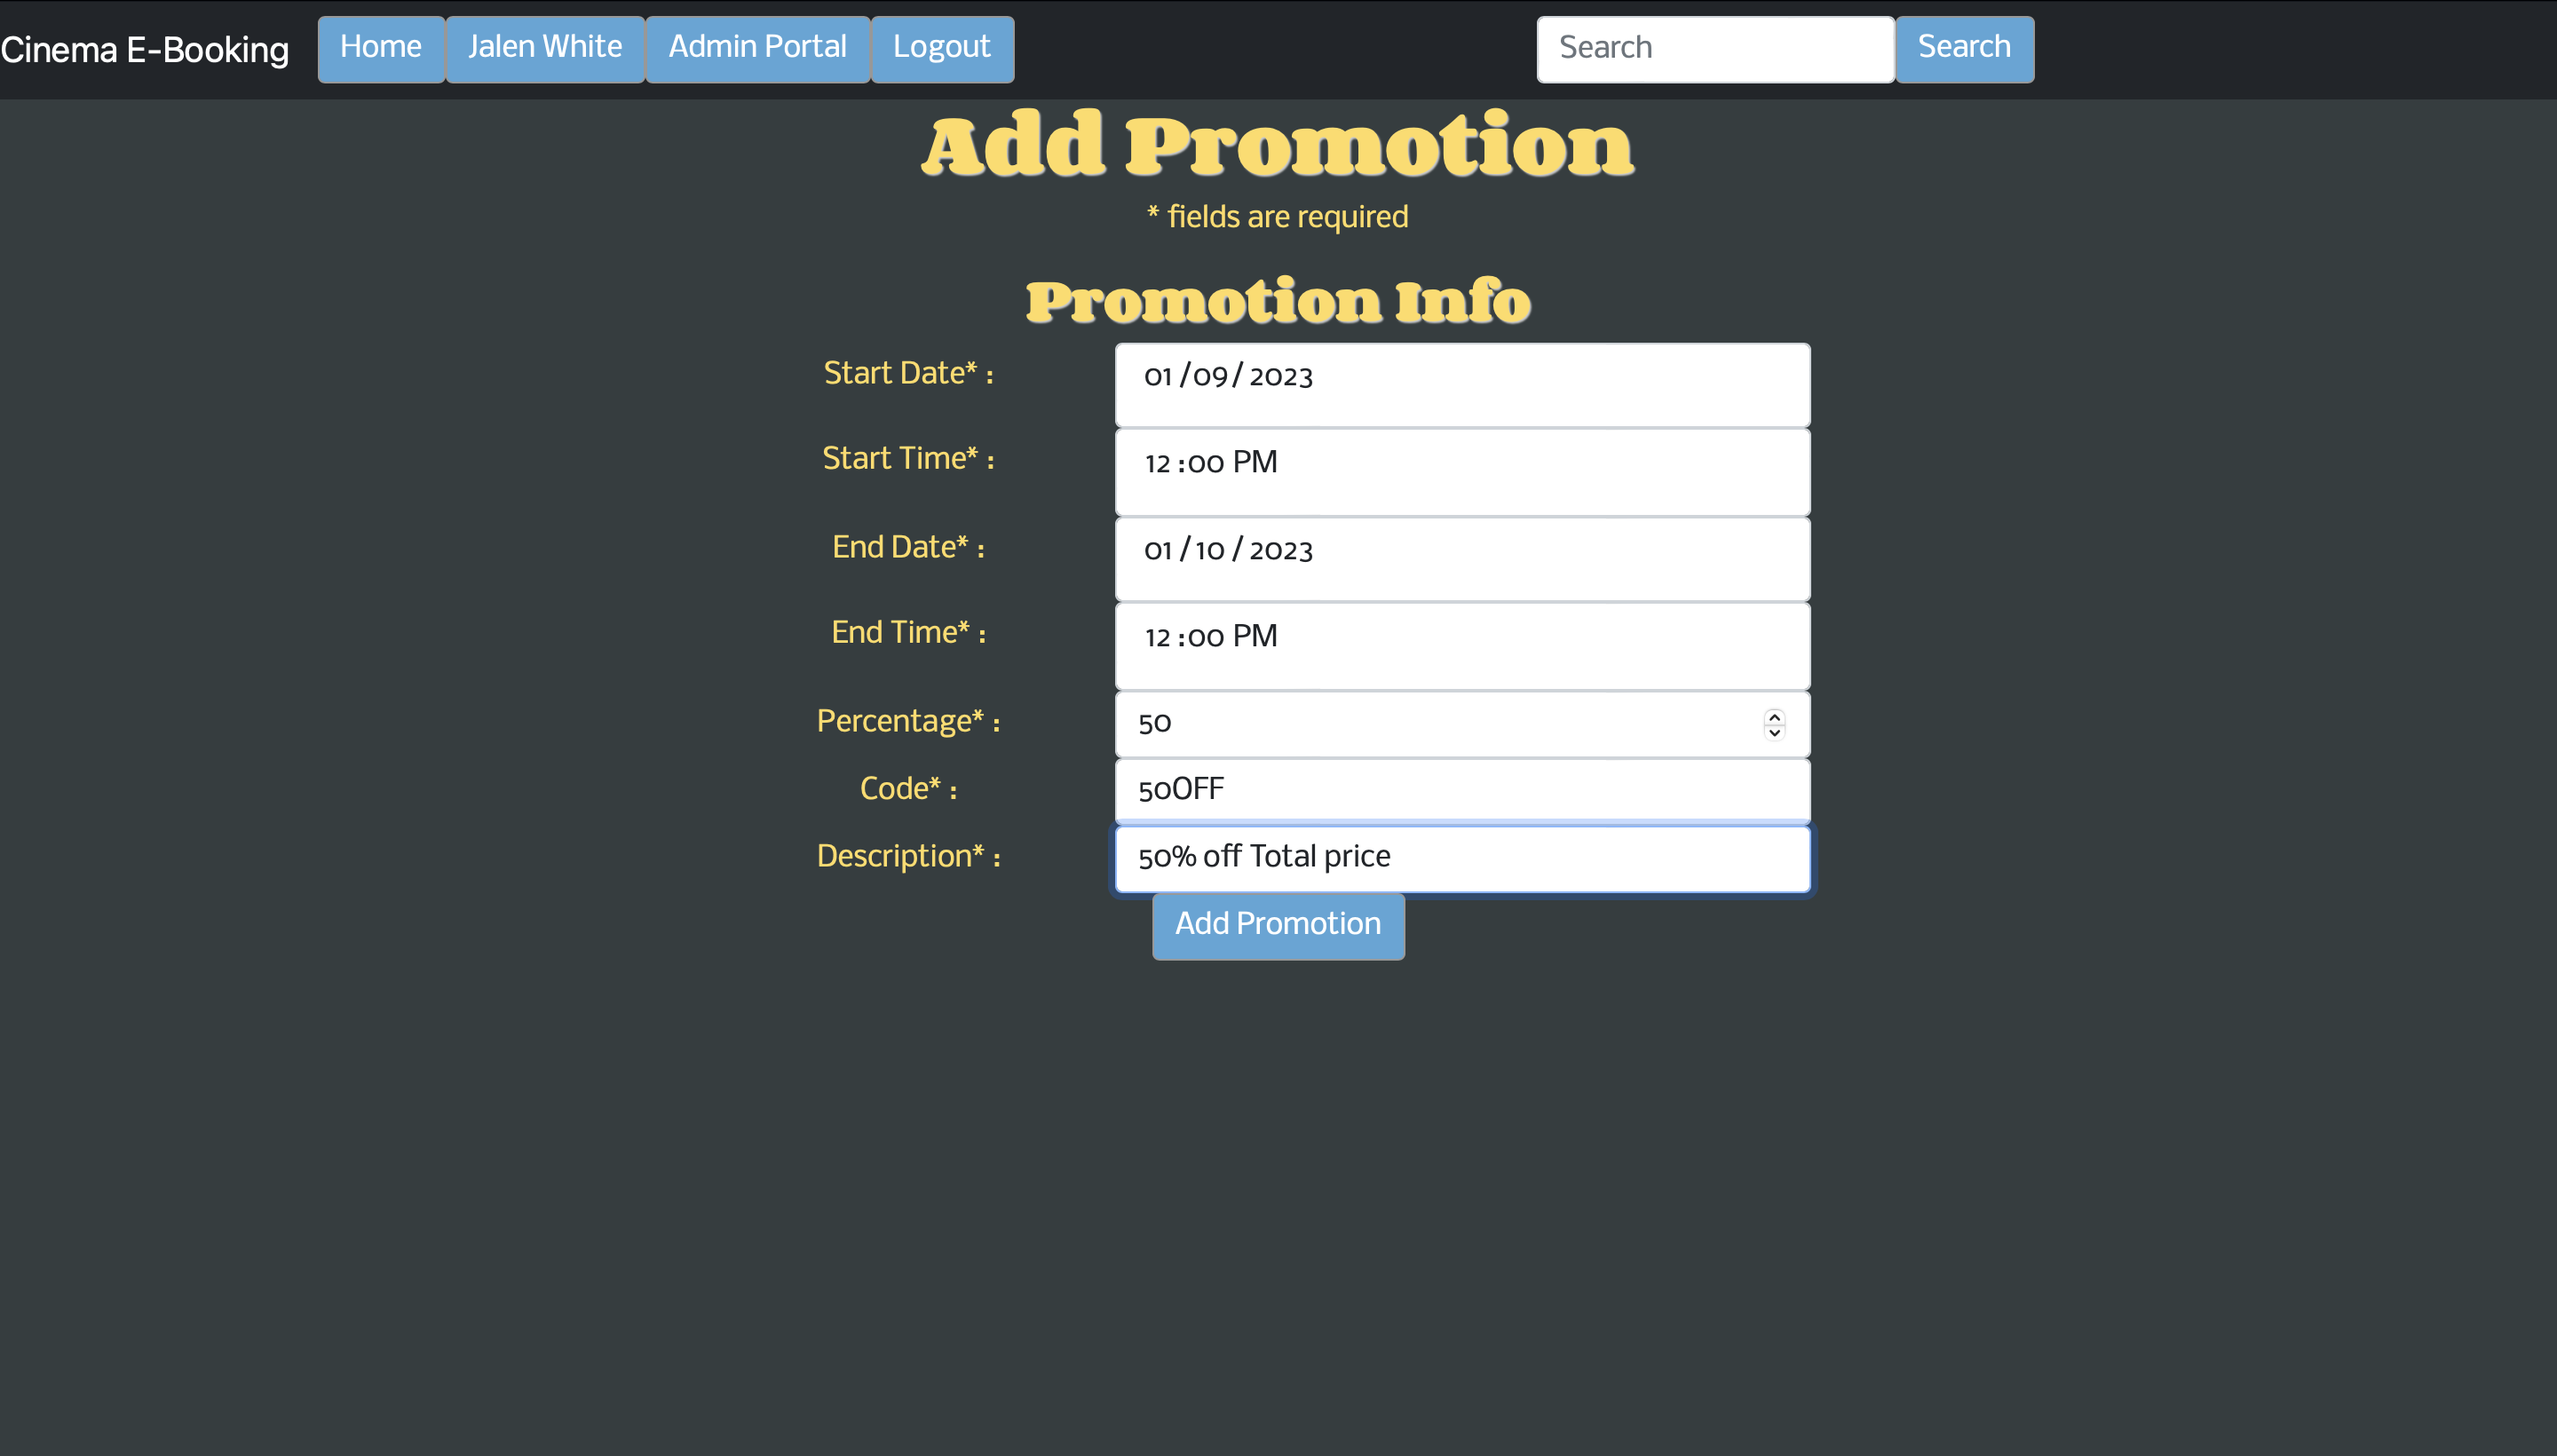 Cinema E-Booking Home Jalen White Admin Portal Logout Search Search
Add Promotion
* fields are required
Promotion Info
Start Date* : 01/09/2023
Start Time* : 12:00 PM
End Date* : 01/10/2023
End Time* : 12:00 PM
Percentage* : 50
Code* : 50OFF
Description* : 50% off Total price
Add Promotion